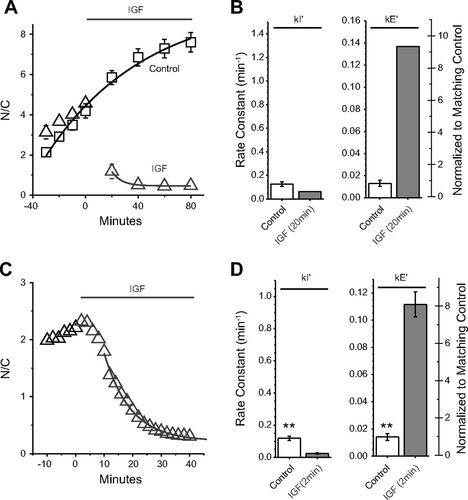 A
IGF
N/C
8
6
4
2
0
Control
IGF
-40
0
40
80
Minutes
B
kI'
kE'
Rate Constant (min-1)
1.2
1.0
0.8
0.6
0.4
0.2
0.0
0.16
0.14
0.12
0.10
0.08
0.06
0.04
0.02
0.00
10
8
6
4
2
0
Normalized to Matching Control
Control
IGF (20min)
Control
IGF (20min)
C
IGF
N/C
4
2
0
-10
0
10
20
30
40
Minutes
D
kI'
kE'
Rate Constant (min-1)
1.2
1.0
0.8
0.6
0.4
0.2
0.0
0.12
0.10
0.08
0.06
0.04
0.02
0.00
8
6
4
2
0
Normalized to Matching Control
**
**
Control
IGF(2min)
Control
IGF (2min)